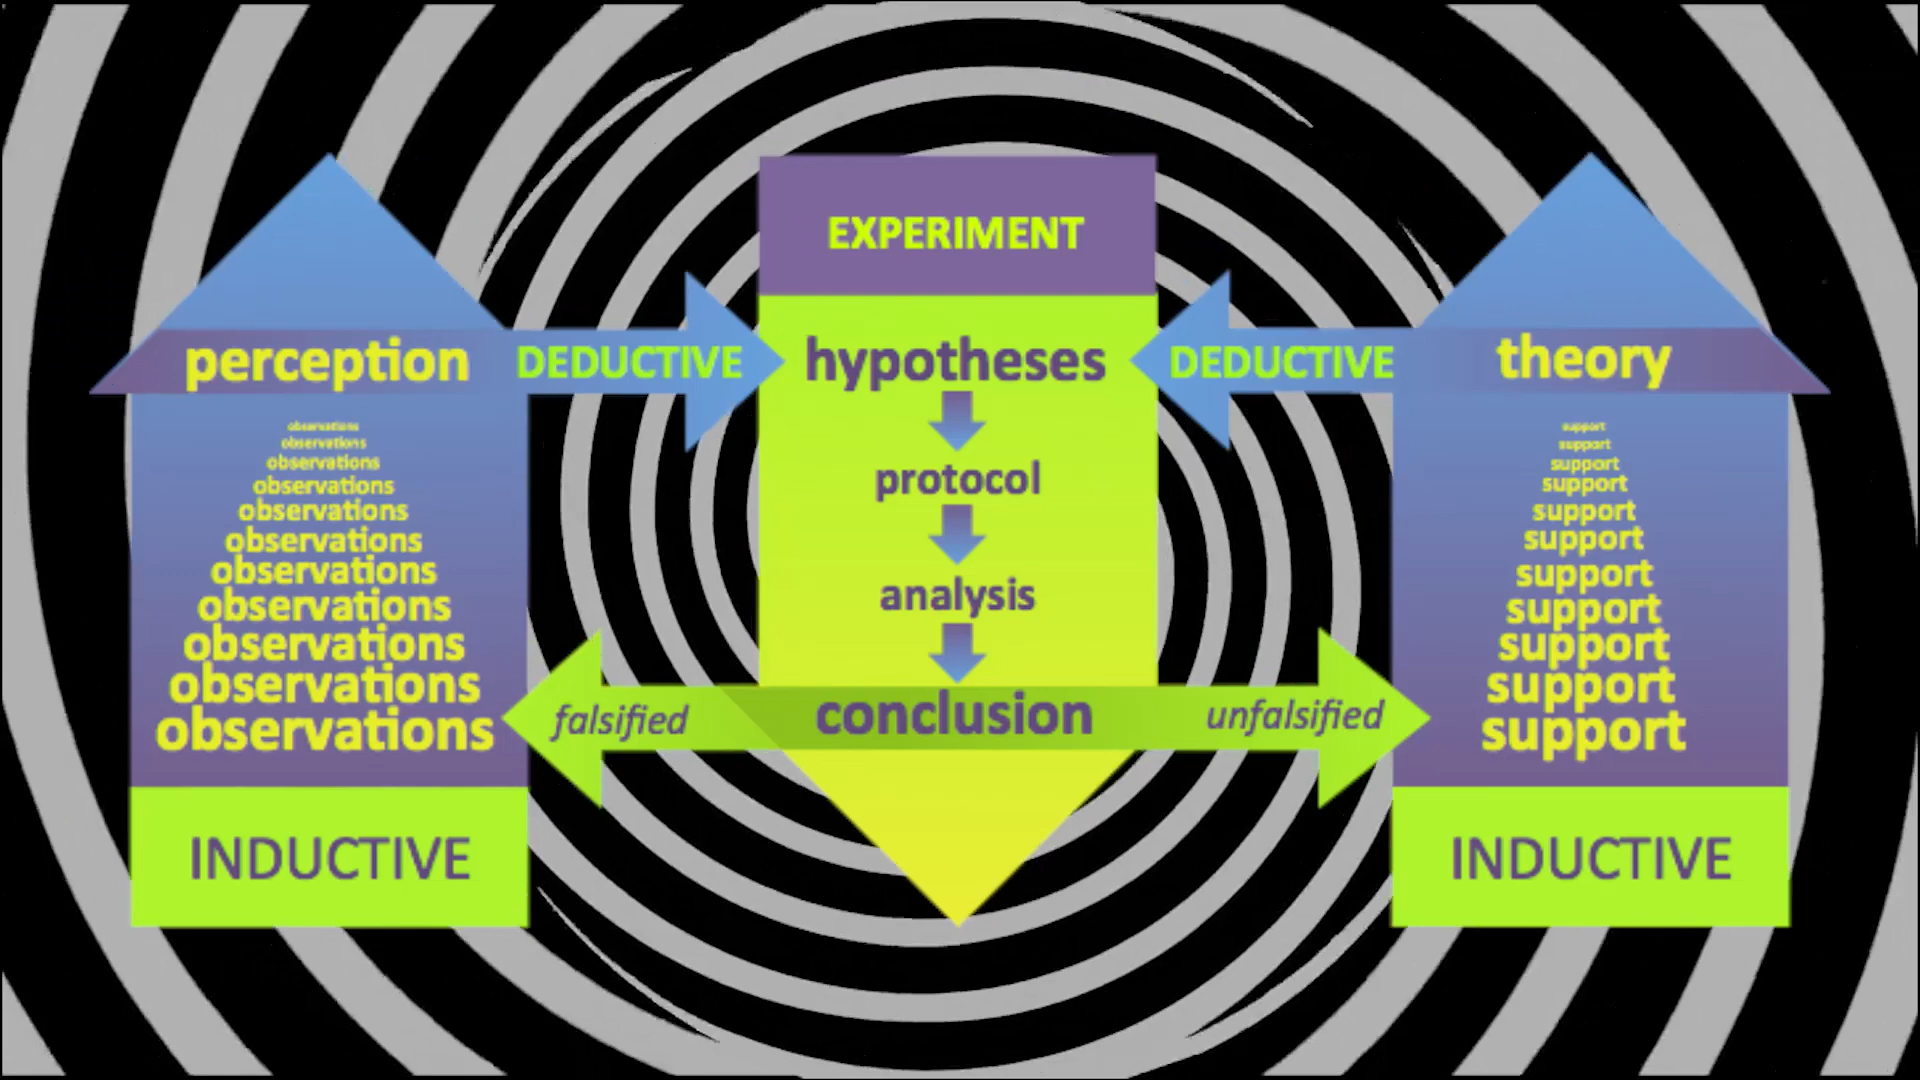 EXPERIMENT
perception
DEDUCTIVE
hypotheses
DEDUCTIVE
theory
observations
observations
observations
observations
observations
observations
observations
observations
observations
observations
observations
protocol
analysis
falsified
conclusion
unfalsified
support
support
support
support
support
support
support
support
support
support
support
INDUCTIVE
INDUCTIVE